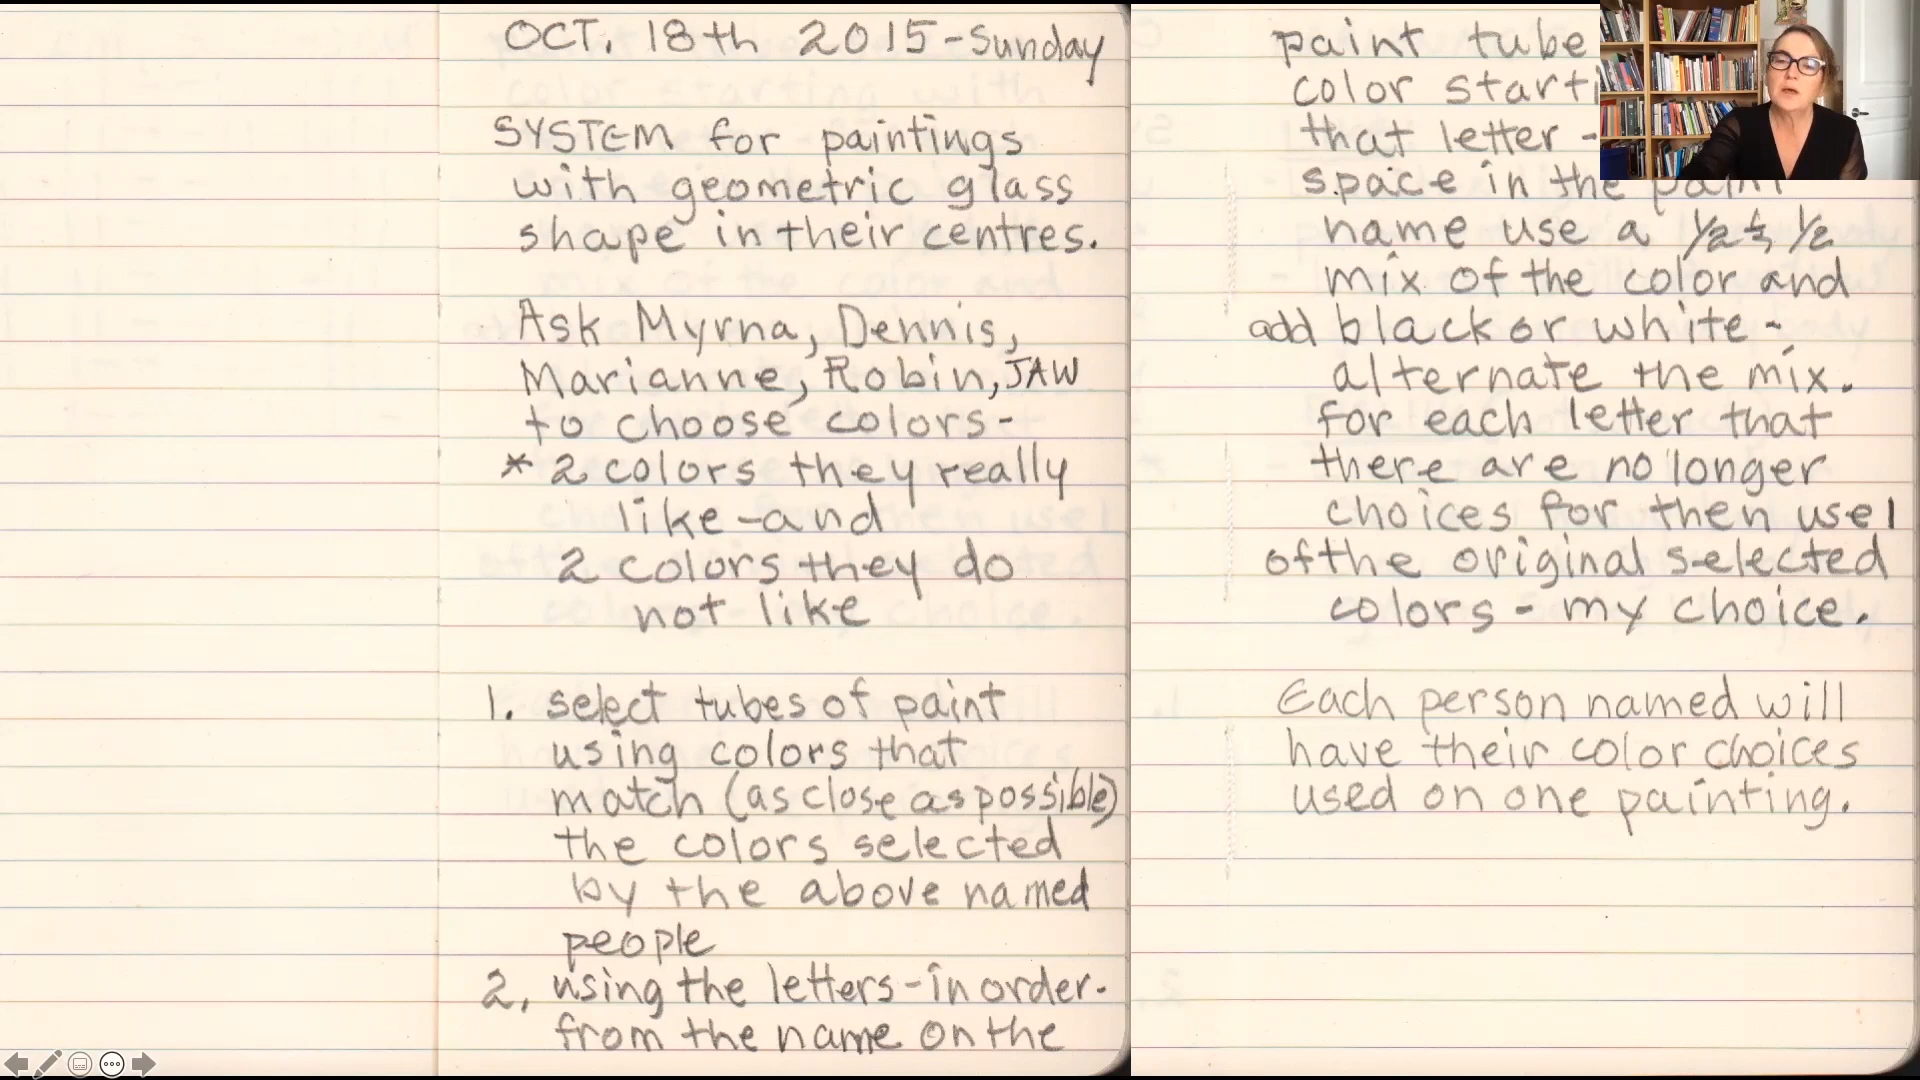 OCT. 18th 2015 - Sunday
SYSTEM for paintings
with geometric glass
shape in their centres.
Ask Myrna, Dennis,
Marianne, Robin, JAW
to choose colors -
* 2 colors they really
like - and
2 colors they do
not like
1. select tubes of paint
using colors that
match (as close as possible)
the colors selected
by the above named
people
2. using the letters - in order -
from the name on the
paint tube
color starti
that letter -
space in the paint
name use a 1/2 & 1/2
mix of the color and
add black or white -
alternate the mix.
for each letter that
there are no longer
choices for then use 1
of the original selected
colors - my choice.
Each person named will
have their color choices
used on one painting.